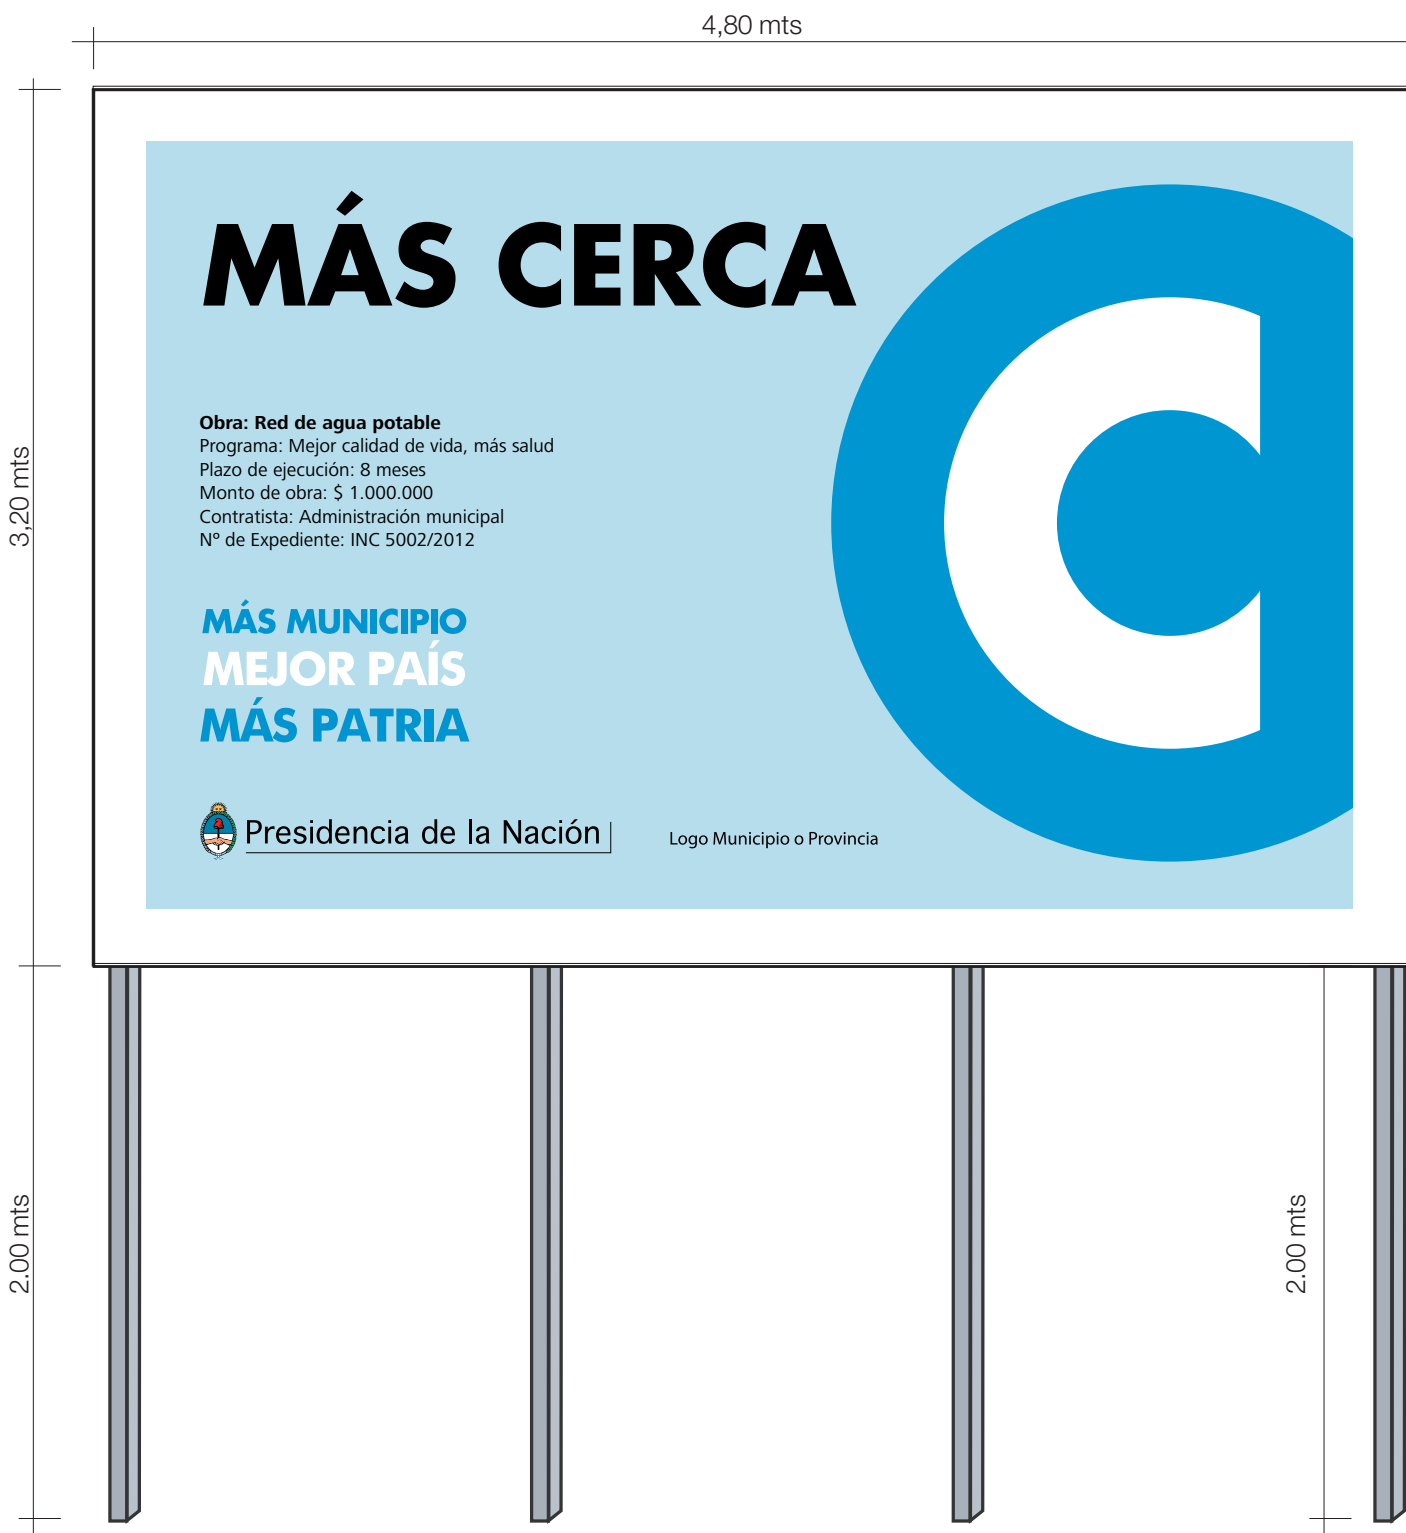 4,80 mts
MÁS CERCA
Obra: Red de agua potable
Programa: Mejor calidad de vida, más salud
Plazo de ejecución: 8 meses
Monto de obra: $ 1.000.000
Contratista: Administración municipal
Nº de Expediente: INC 5002/2012
3,20 mts
MÁS MUNICIPIO
MEJOR PAÍS
MÁS PATRIA
Presidencia de la Nación
Logo Municipio o Provincia
2.00 mts
2.00 mts